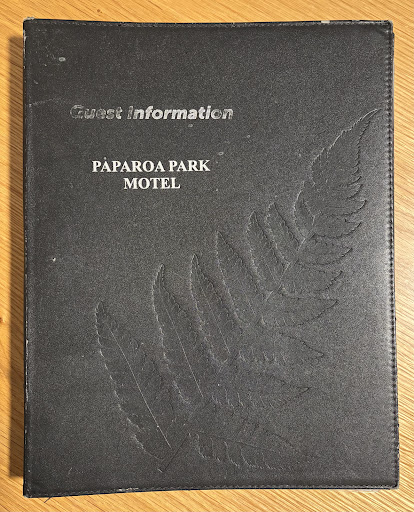 Guest Information
PAPAROA PARK
MOTEL